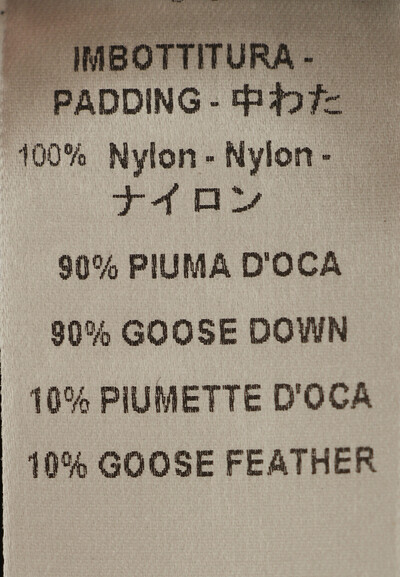 IMBOTTITURA -
PADDING - 中わた
100% Nylon - Nylon -
ナイロン
90% PIUMA D'OCA
90% GOOSE DOWN
10% PIUMETTE D'OCA
10% GOOSE FEATHER